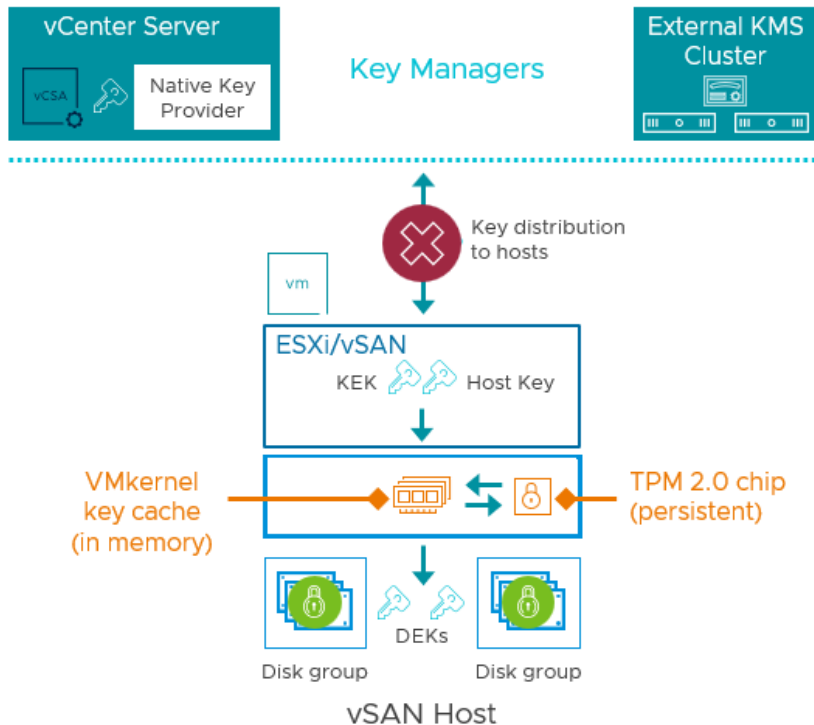 vCenter Server
vCSA
Native Key
Provider
Key Managers
External KMS
Cluster
Key distribution
to hosts
vm
ESXi/vSAN
KEK
Host Key
VMkernel
key cache
(in memory)
TPM 2.0 chip
(persistent)
DEKs
Disk group
Disk group
vSAN Host